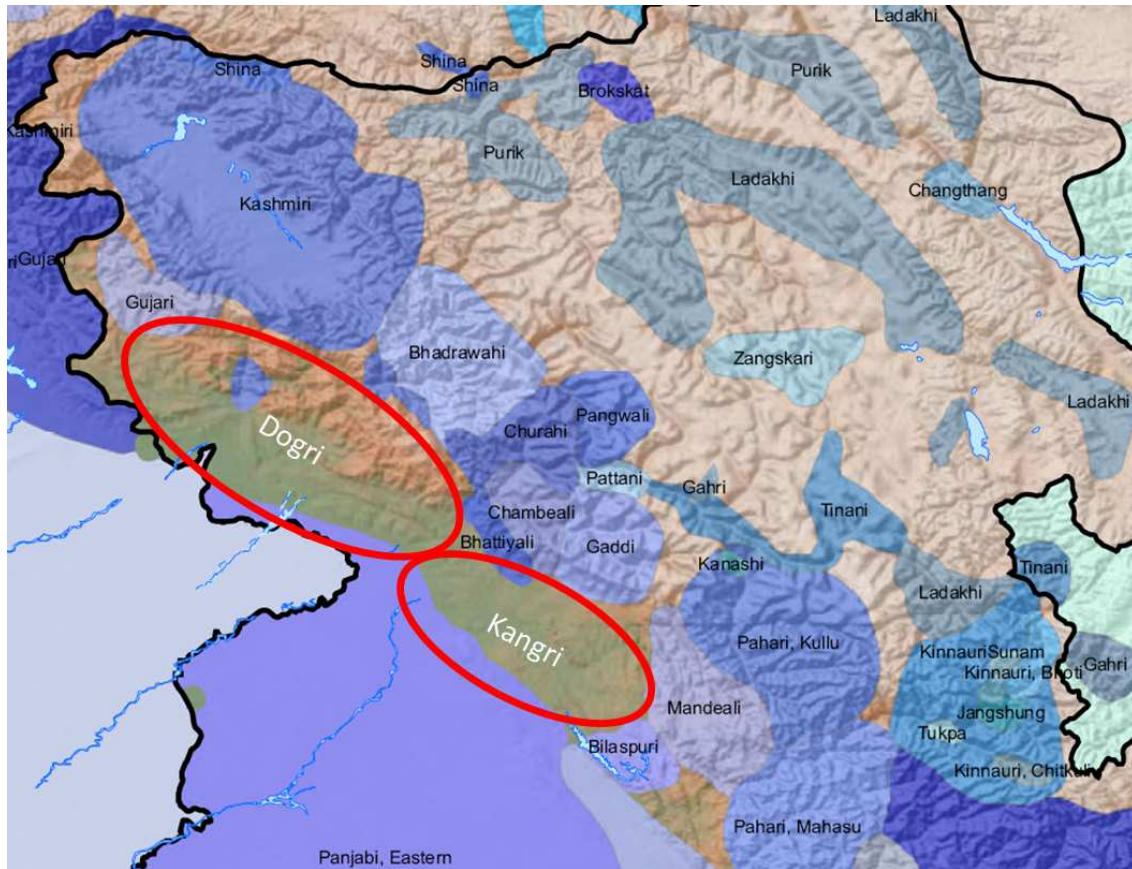 Ladakhi
Shina
Shina
Shina
Purik
Brokskat
Kashmiri
Purik
Ladakhi
Changthang
Kashmiri
Gujari
Gujari
Bhadrawahi
Zangskari
Ladakhi
Dogri
Pangwali
Churahi
Pattani
Gahri
Tinani
Chambeali
Bhattiyali
Gaddi
Kanashi
Tinani
Ladakhi
Kangri
Pahari, Kullu
Kinnauri
Sunam
Kinnauri, Bhoti
Gahri
Mandeali
Jangshung
Tukpa
Bilaspuri
Kinnauri, Chitkuli
Pahari, Mahasu
Panjabi, Eastern